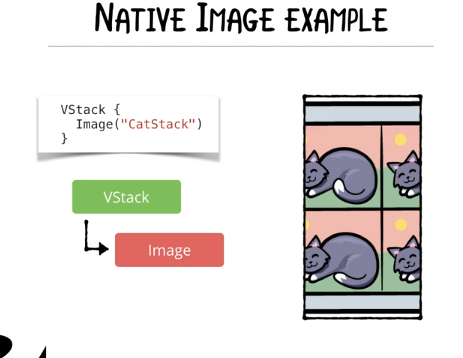 NATIVE IMAGE EXAMPLE
VStack {
  Image("CatStack")
}
VStack
Image